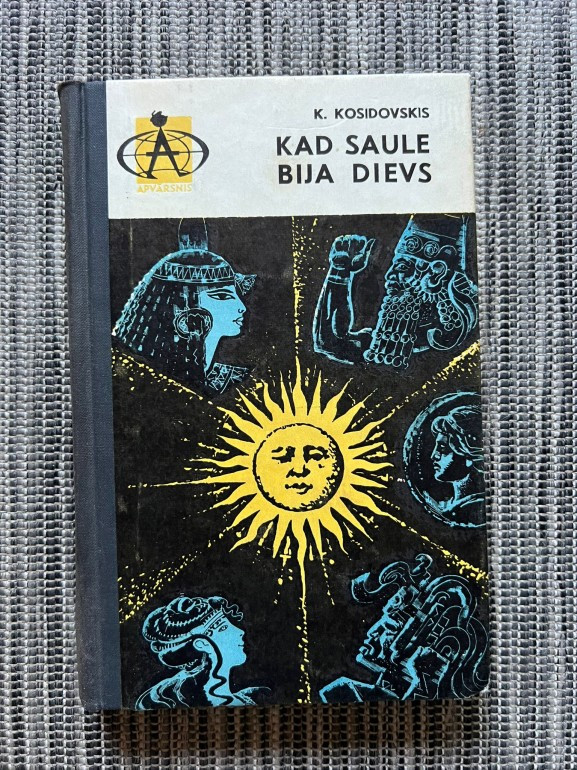 K. KOSIDOVSKIS
KAD SAULE
BIJA DIEVS
A
APVĀRSNIS